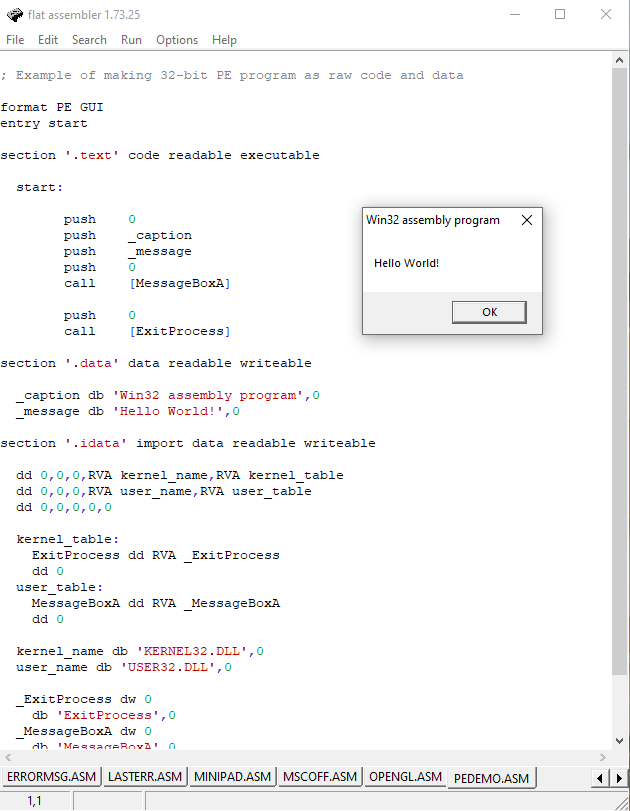 flat assembler 1.73.25
File Edit Search Run Options Help
; Example of making 32-bit PE program as raw code and data
format PE GUI
entry start
section '.text' code readable executable
start:
push 0
push _caption
push _message
push 0
call [MessageBoxA]
push 0
call [ExitProcess]
section '.data' data readable writeable
_caption db 'Win32 assembly program',0
_message db 'Hello World!',0
section '.idata' import data readable writeable
dd 0,0,0,RVA kernel_name,RVA kernel_table
dd 0,0,0,RVA user_name,RVA user_table
dd 0,0,0,0,0
kernel_table:
ExitProcess dd RVA _ExitProcess
dd 0
user_table:
MessageBoxA dd RVA _MessageBoxA
dd 0
kernel_name db 'KERNEL32.DLL',0
user_name db 'USER32.DLL',0
_ExitProcess dw 0
db 'ExitProcess',0
_MessageBoxA dw 0
db 'MessageBoxA',0
Win32 assembly program
Hello World!
OK
ERRORMSG.ASM LASTERR.ASM MINIPAD.ASM MSCOFF.ASM OPENGL.ASM PEDEMO.ASM
1,1